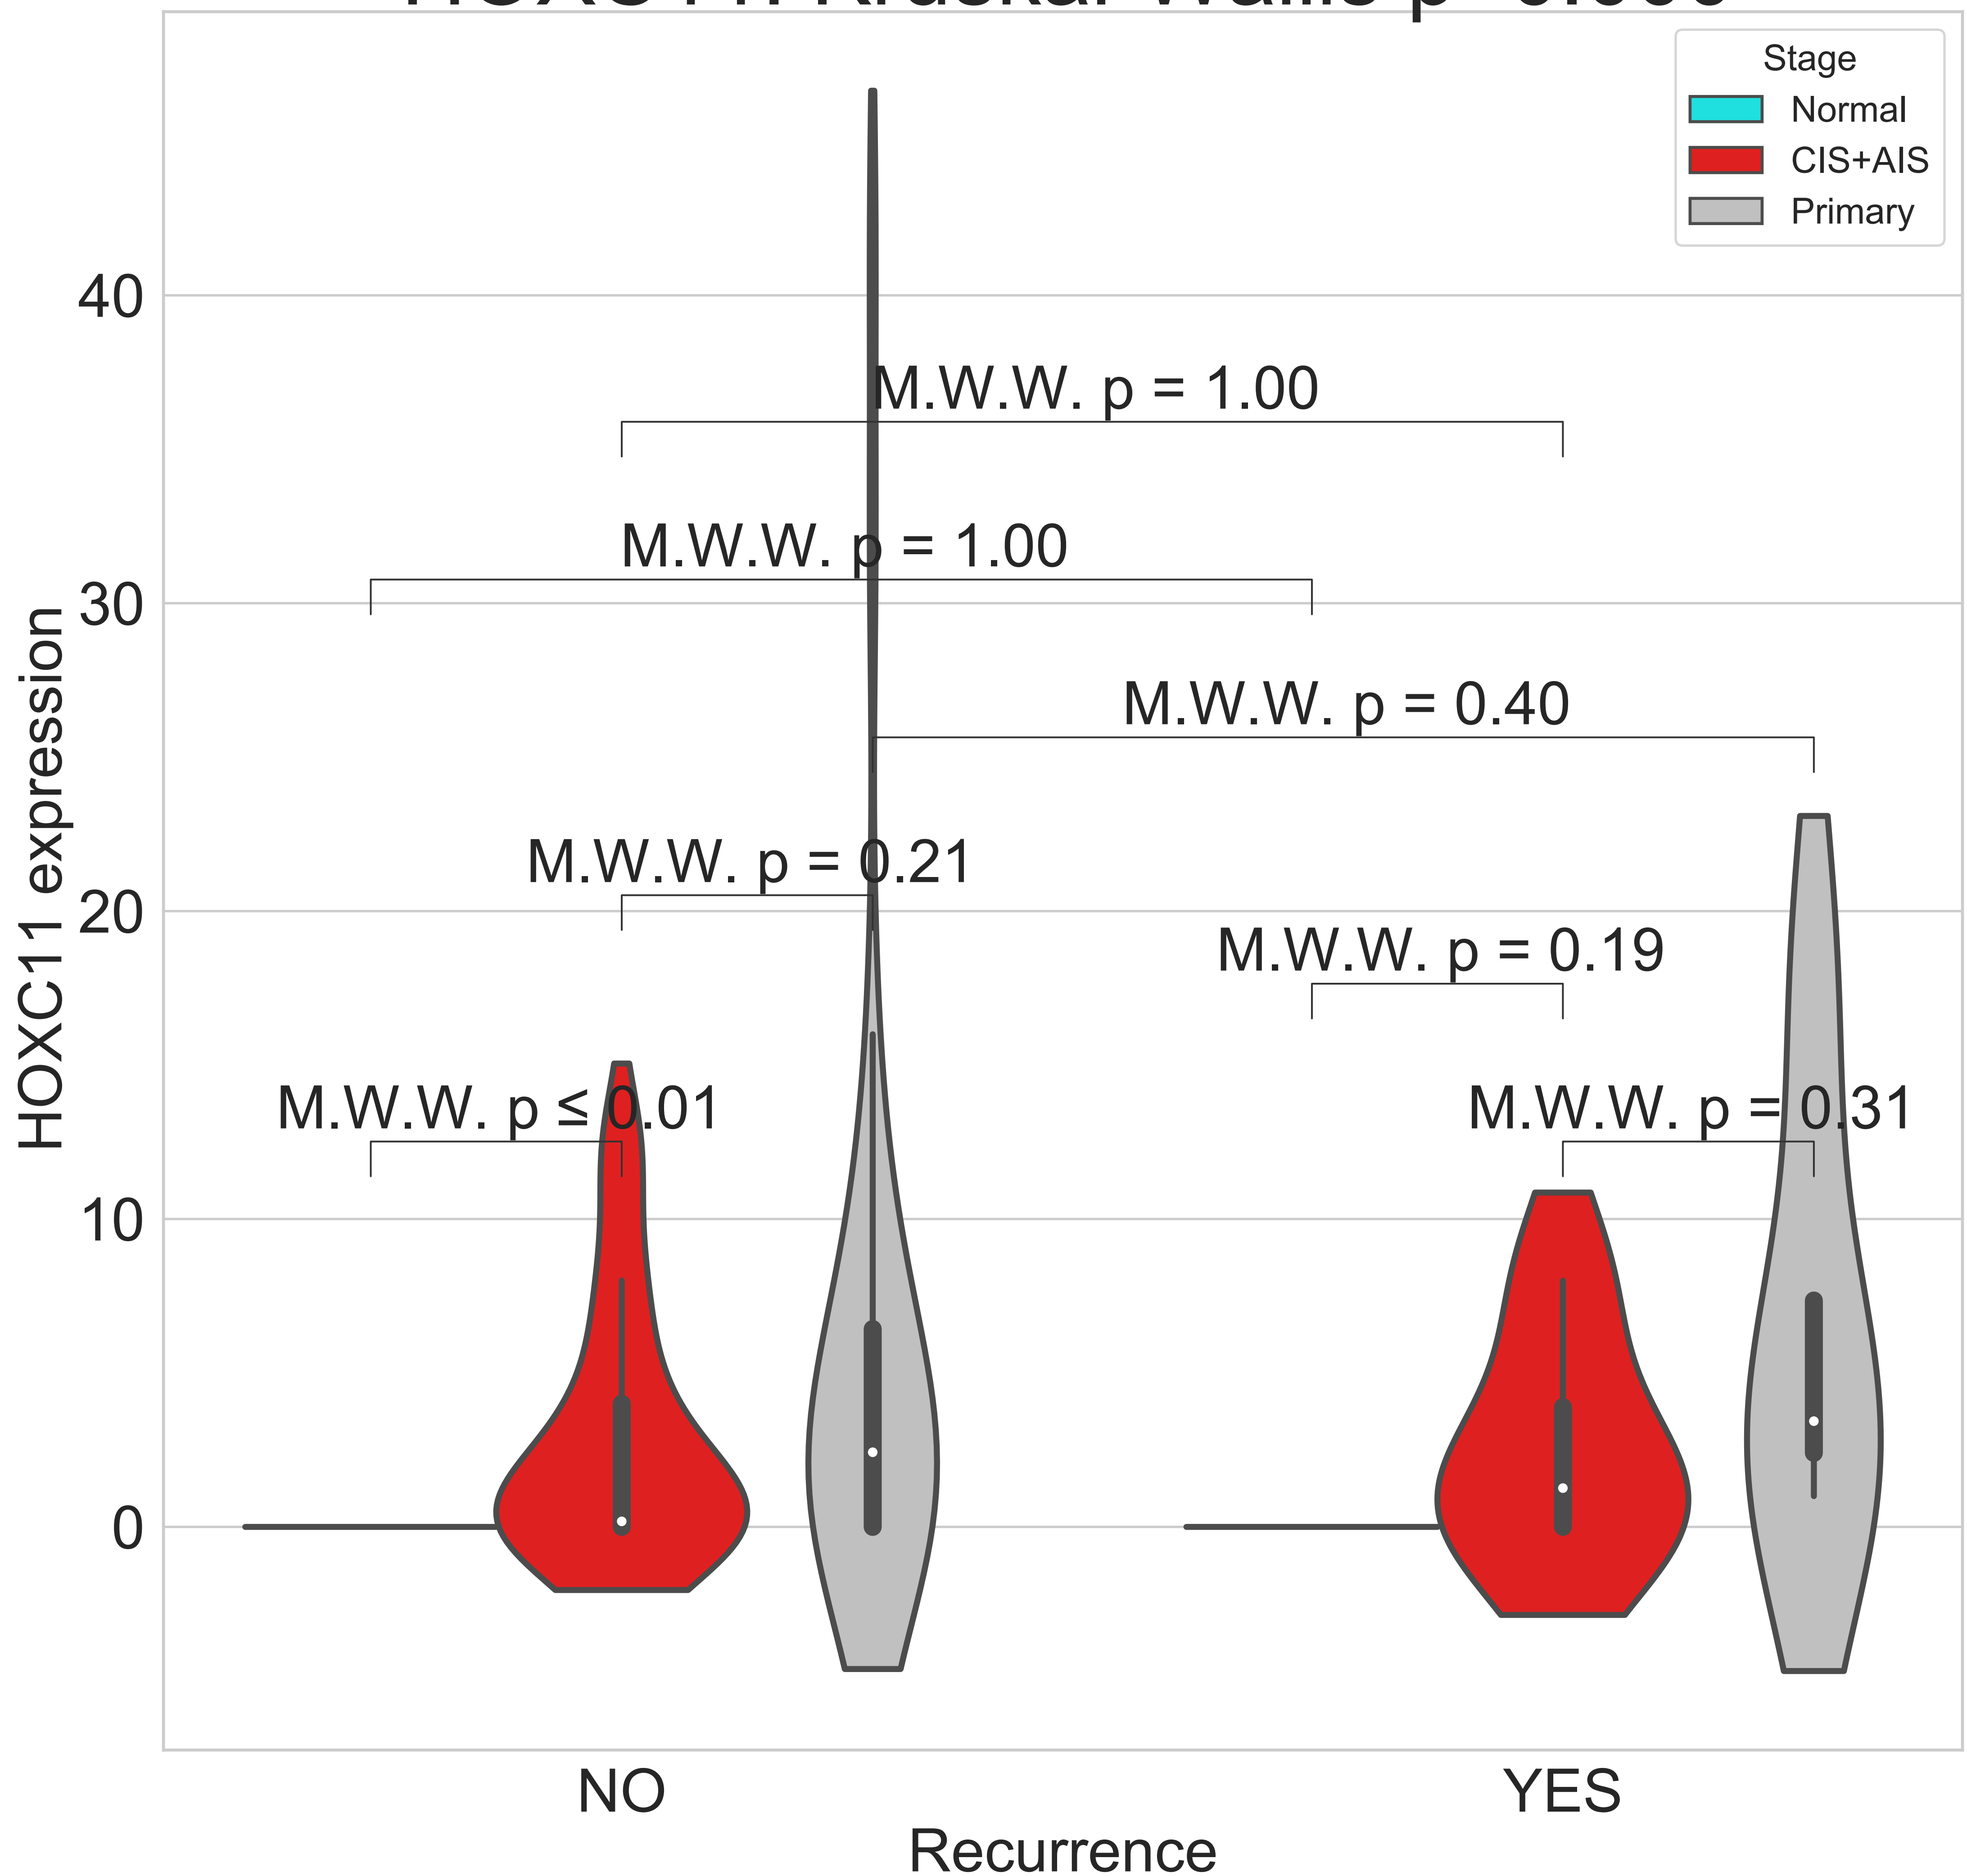 Stage
Normal
CIS+AIS
Primary
40
30
20
10
0
HOXC11 expression
M.W.W. p = 1.00
M.W.W. p = 1.00
M.W.W. p = 0.40
M.W.W. p = 0.21
M.W.W. p = 0.19
M.W.W. p ≤ 0.01
M.W.W. p = 0.31
NO
YES
Recurrence